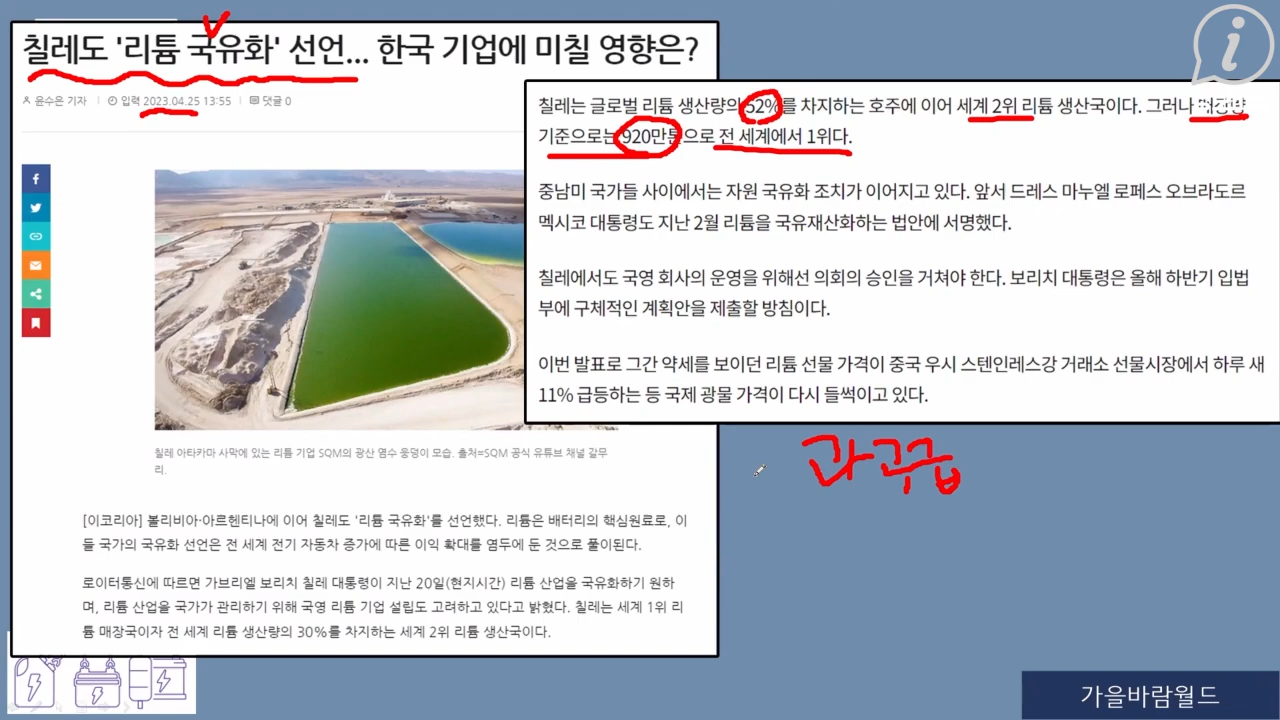 칠레도 '리튬 국유화' 선언... 한국 기업에 미칠 영향은?
윤수은 기자 | 입력 2023.04.25 13:55 | 댓글 0
칠레 아타카마 사막에 있는 리튬 기업 SQM의 광산 염수 웅덩이 모습. 출처=SQM 공식 유튜브 채널 갈무
리.
[이코리아] 볼리비아·아르헨티나에 이어 칠레도 '리튬 국유화'를 선언했다. 리튬은 배터리의 핵심원료로, 이
들 국가의 국유화 선언은 전 세계 전기 자동차 증가에 따른 이익 확대를 염두에 둔 것으로 풀이된다.
로이터통신에 따르면 가브리엘 보리치 칠레 대통령이 지난 20일(현지시간) 리튬 산업을 국유화하기 원하
며, 리튬 산업을 국가가 관리하기 위해 국영 리튬 기업 설립도 고려하고 있다고 밝혔다. 칠레는 세계 1위 리
튬 매장국이자 전 세계 리튬 생산량의 30%를 차지하는 세계 2위 리튬 생산국이다.
칠레는 글로벌 리튬 생산량의 52%를 차지하는 호주에 이어 세계 2위 리튬 생산국이다. 그러나
기준으로는 920만톤으로 전 세계에서 1위다.
중남미 국가들 사이에서는 자원 국유화 조치가 이어지고 있다. 앞서 드레스 마누엘 로페스 오브라도르
멕시코 대통령도 지난 2월 리튬을 국유재산화하는 법안에 서명했다.
칠레에서도 국영 회사의 운영을 위해선 의회의 승인을 거쳐야 한다. 보리치 대통령은 올해 하반기 입법
부에 구체적인 계획안을 제출할 방침이다.
이번 발표로 그간 약세를 보이던 리튬 선물 가격이 중국 우시 스텐인레스강 거래소 선물시장에서 하루 새
11% 급등하는 등 국제 광물 가격이 다시 들썩이고 있다.
과공급
가을바람월드